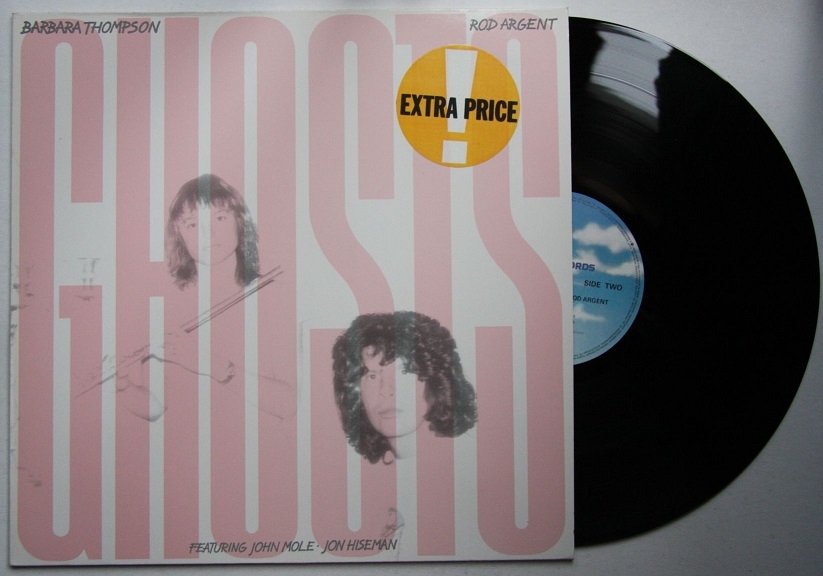 BARBARA THOMPSON
ROD ARGENT
GHOSTS
EXTRA PRICE
!
SIDE TWO
ROD ARGENT
FEATURING JOHN MOLE · JON HISEMAN